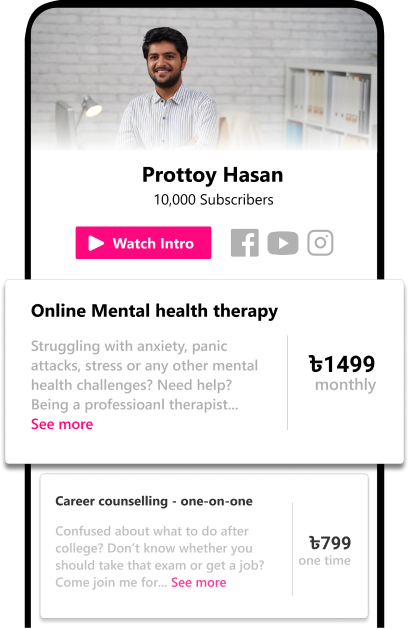 Prottoy Hasan
10,000 Subscribers
Watch Intro
Online Mental health therapy
Struggling with anxiety, panic
attacks, stress or any other mental
health challenges? Need help?
Being a professioanl therapist...
See more
৳1499
monthly
Career counselling - one-on-one
Confused about what to do after
college? Don’t know whether you
should take that exam or get a job?
Come join me for... See more
৳799
one time